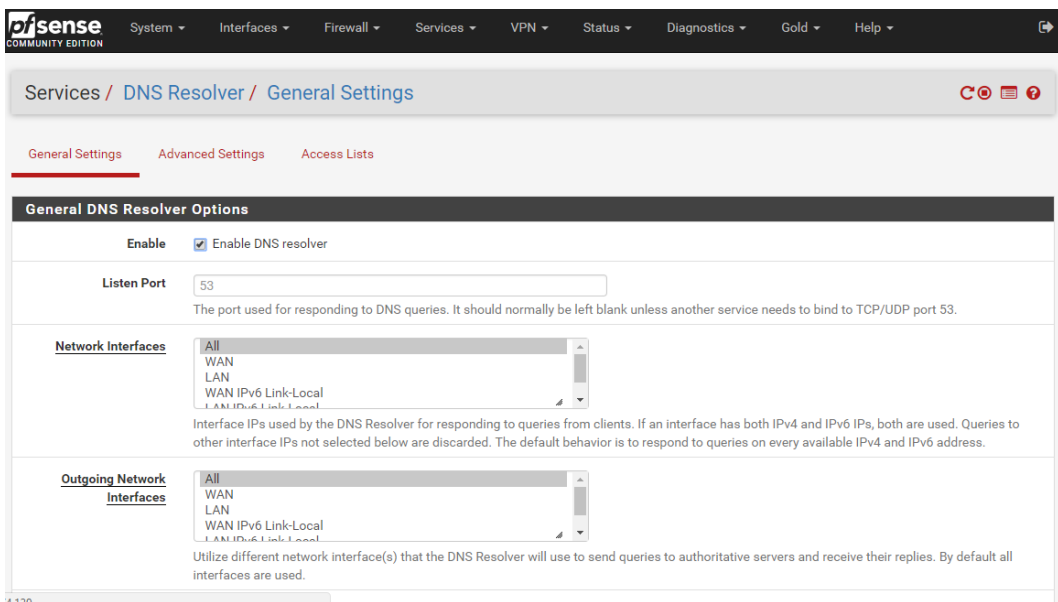 pfsense
COMMUNITY EDITION
System Interfaces Firewall Services VPN Status Diagnostics Gold Help
Services / DNS Resolver / General Settings
General Settings Advanced Settings Access Lists
General DNS Resolver Options
Enable Enable DNS resolver
Listen Port 53
The port used for responding to DNS queries. It should normally be left blank unless another service needs to bind to TCP/UDP port 53.
Network Interfaces All
WAN
LAN
WAN IPv6 Link-Local
LAN IPv6 Link-Local
Interface IPs used by the DNS Resolver for responding to queries from clients. If an interface has both IPv4 and IPv6 IPs, both are used. Queries to
other interface IPs not selected below are discarded. The default behavior is to respond to queries on every available IPv4 and IPv6 address.
Outgoing Network All
Interfaces WAN
LAN
WAN IPv6 Link-Local
LAN IPv6 Link-Local
Utilize different network interface(s) that the DNS Resolver will use to send queries to authoritative servers and receive their replies. By default all
interfaces are used.